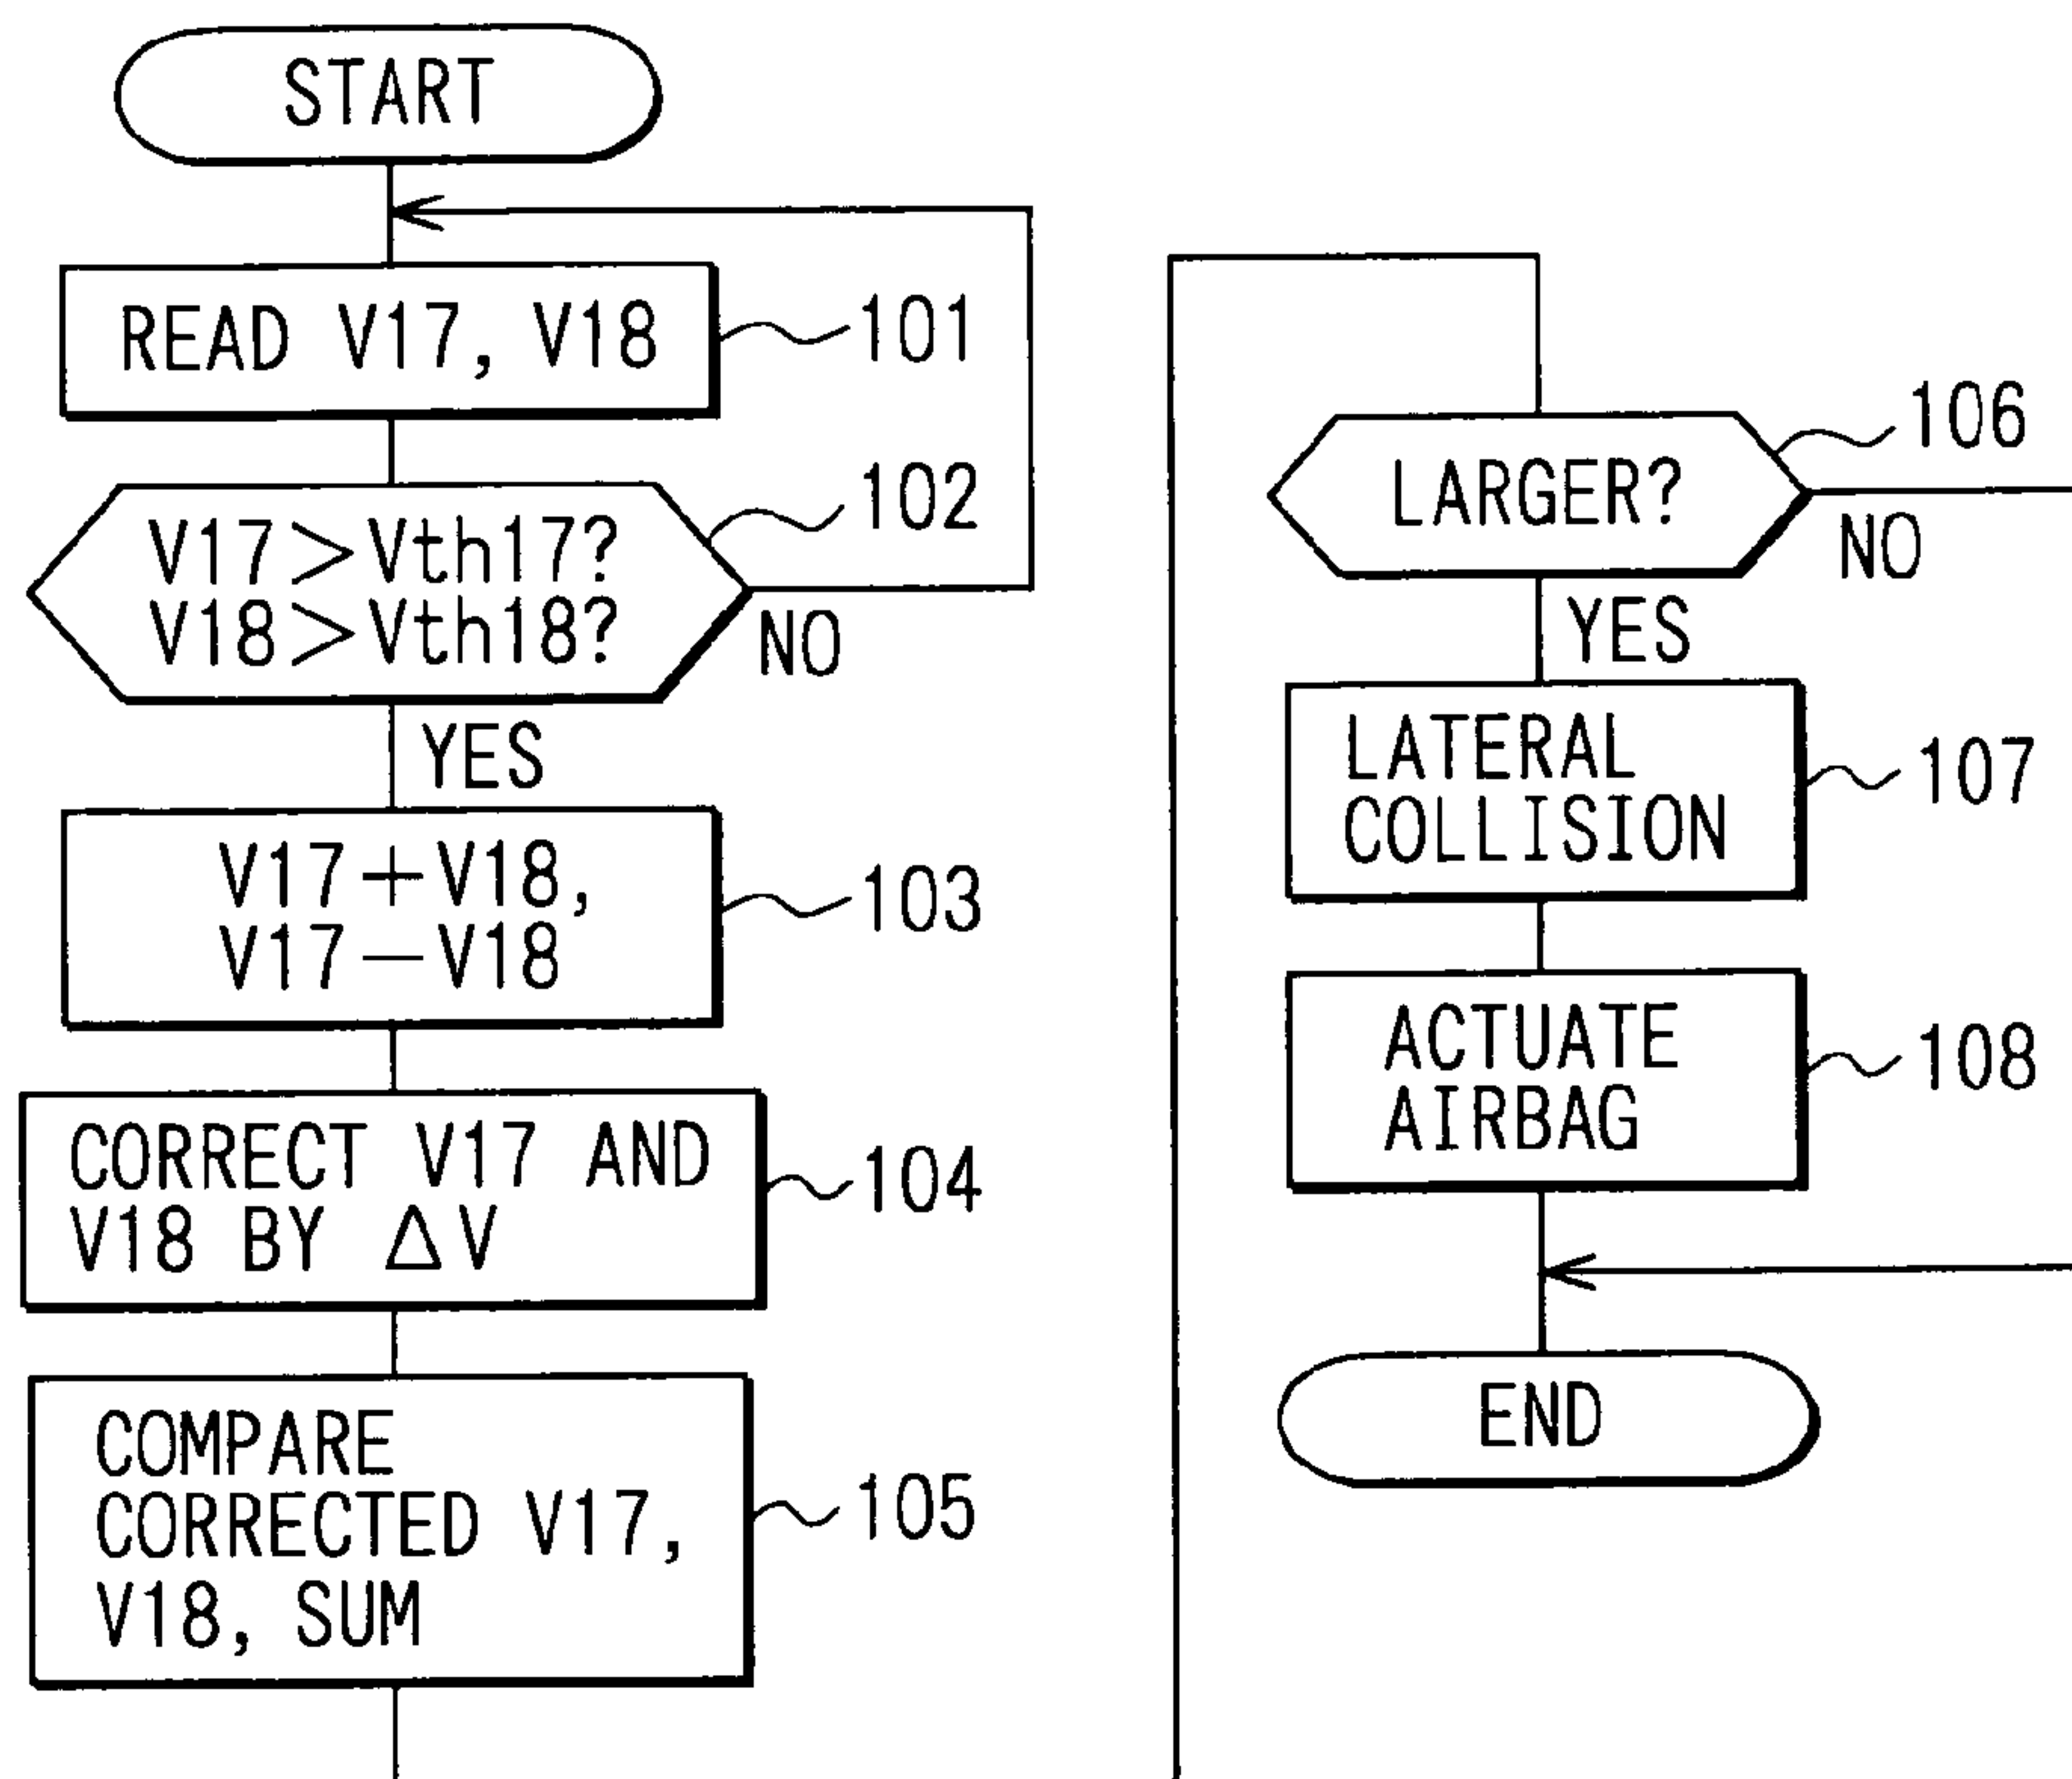 START
READ V17, V18
101
V17>Vth17?
V18>Vth18?
102
NO
YES
V17+V18,
V17−V18
103
CORRECT V17 AND
V18 BY ΔV
104
COMPARE
CORRECTED V17,
V18, SUM
105
LARGER?
106
NO
YES
LATERAL
COLLISION
107
ACTUATE
AIRBAG
108
END